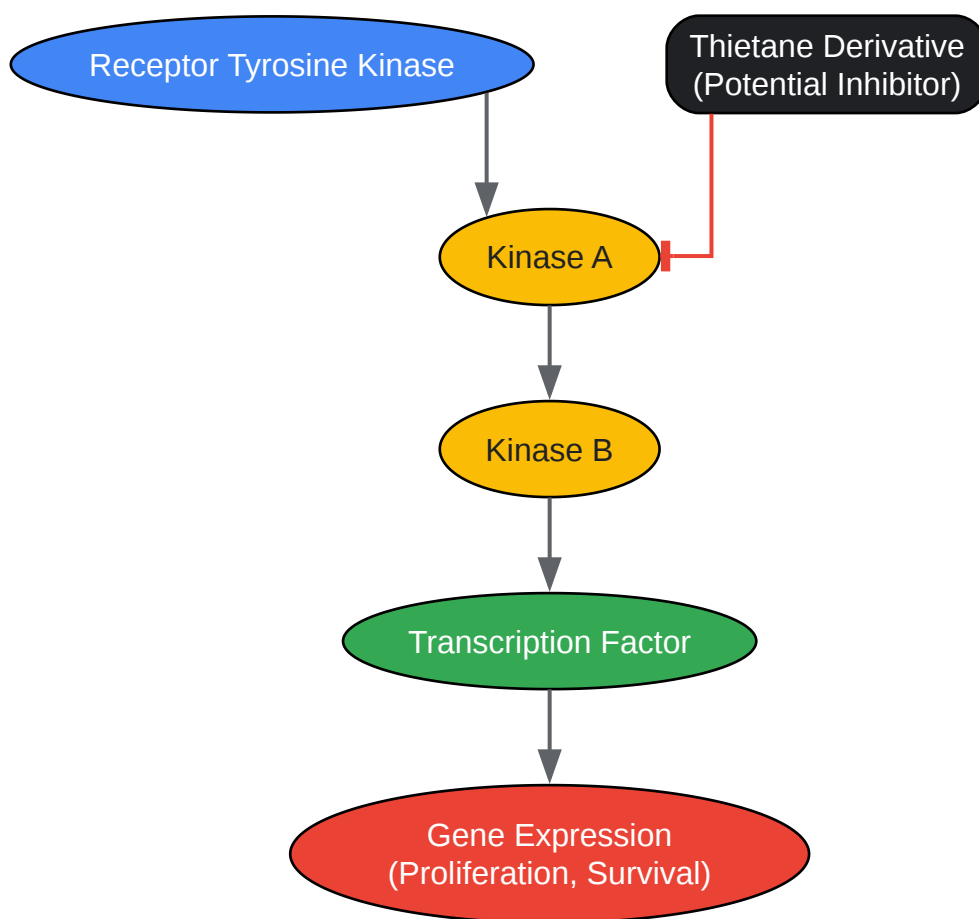 Receptor Tyrosine Kinase
Thietane Derivative
(Potential Inhibitor)
Kinase A
Kinase B
Transcription Factor
Gene Expression
(Proliferation, Survival)